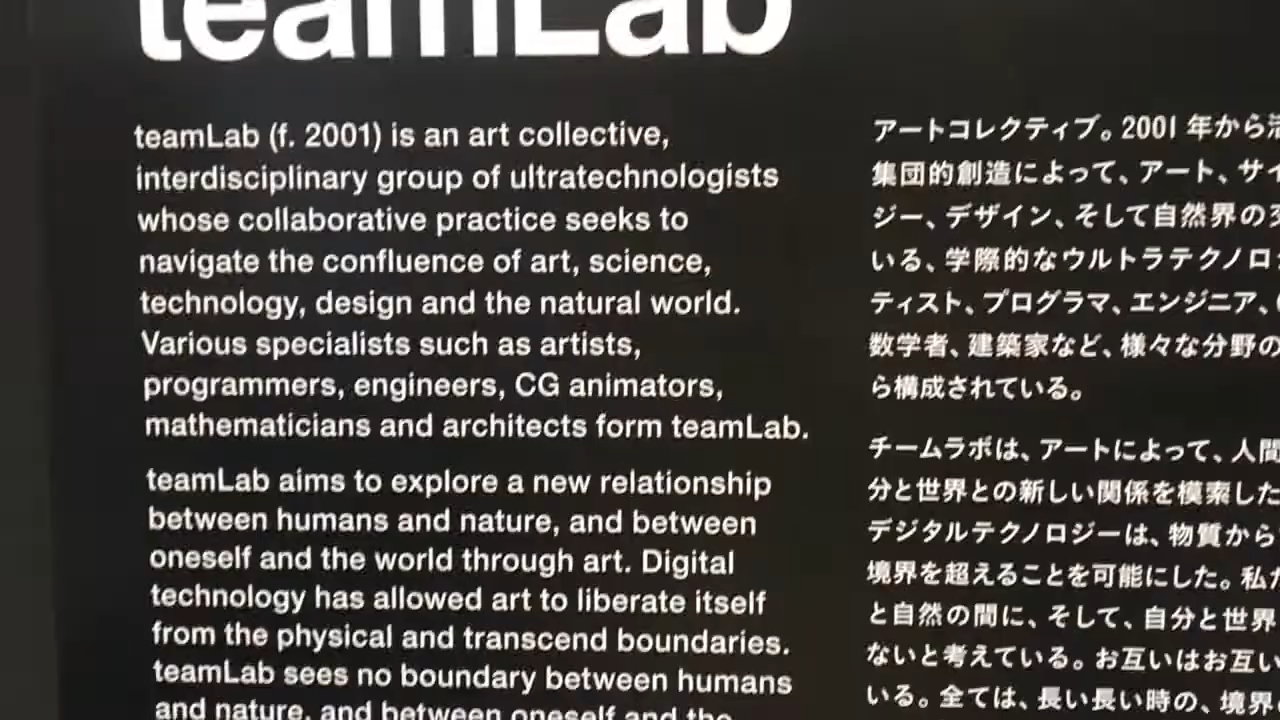 teamLab
teamLab (f. 2001) is an art collective,
interdisciplinary group of ultratechnologists
whose collaborative practice seeks to
navigate the confluence of art, science,
technology, design and the natural world.
Various specialists such as artists,
programmers, engineers, CG animators,
mathematicians and architects form teamLab.
teamLab aims to explore a new relationship
between humans and nature, and between
oneself and the world through art. Digital
technology has allowed art to liberate itself
from the physical and transcend boundaries.
teamLab sees no boundary between humans
and nature, and between oneself and the
アートコレクティブ。2001 年から
集団的創造によって、アート、サイ
ジー、デザイン、そして自然界の交
いる、学際的なウルトラテクノロジ
ティスト、プログラマ、エンジニア、
数学者、建築家など、様々な分野の
ら構成されている。
チームラボは、アートによって、人間
分と世界との新しい関係を模索した
デジタルテクノロジーは、物質から
境界を超えることを可能にした。私た
と自然の間に、そして、自分と世界
ないと考えている。お互いはお互い
いる。全ては、長い長い時の、境界